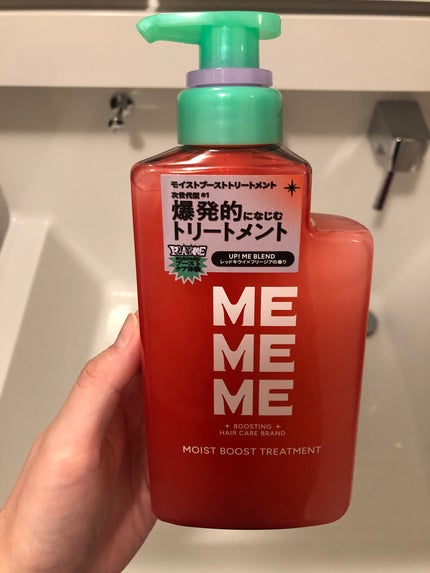 モイストブーストトリートメント
次世代型 *1
爆発的になじむ
トリートメント
UP! ME BLEND
レッドキウイ×フリージアの香り
ME
ME
ME
BOOSTING
HAIR CARE BRAND
MOIST BOOST TREATMENT